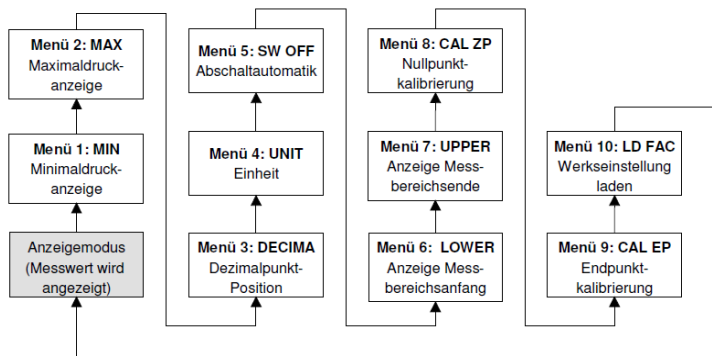 Menü 2: MAX
Maximaldruck-
anzeige
Menü 1: MIN
Minimaldruck-
anzeige
Anzeigemodus
(Messwert wird
angezeigt)
Menü 5: SW OFF
Abschaltautomatik
Menü 4: UNIT
Einheit
Menü 3: DECIMA
Dezimalpunkt-
Position
Menü 8: CAL ZP
Nullpunkt-
kalibrierung
Menü 7: UPPER
Anzeige Mess-
bereichsende
Menü 6: LOWER
Anzeige Mess-
bereichsanfang
Menü 10: LD FAC
Werkseinstellung
laden
Menü 9: CAL EP
Endpunkt-
kalibrierung